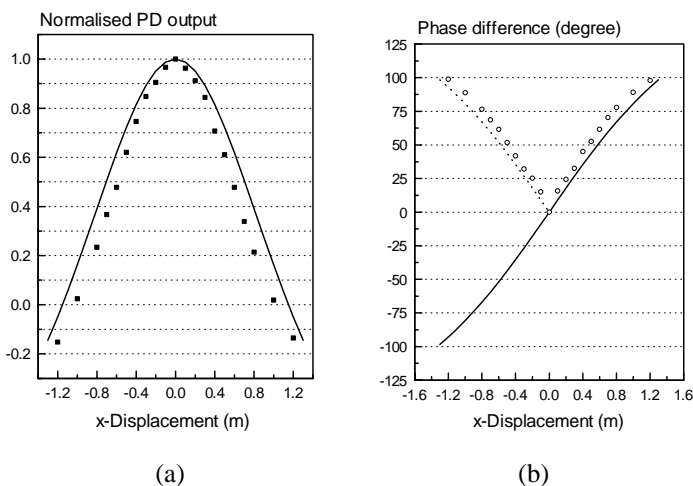 Normalised PD output
1.0
0.8
0.6
0.4
0.2
0.0
-0.2
-1.2 -0.8 -0.4 0.0 0.4 0.8 1.2
x-Displacement (m)
(a)
Phase difference (degree)
125
100
75
50
25
0
-25
-50
-75
-100
-125
-1.6 -1.2 -0.8 -0.4 0.0 0.4 0.8 1.2 1.6
x-Displacement (m)
(b)